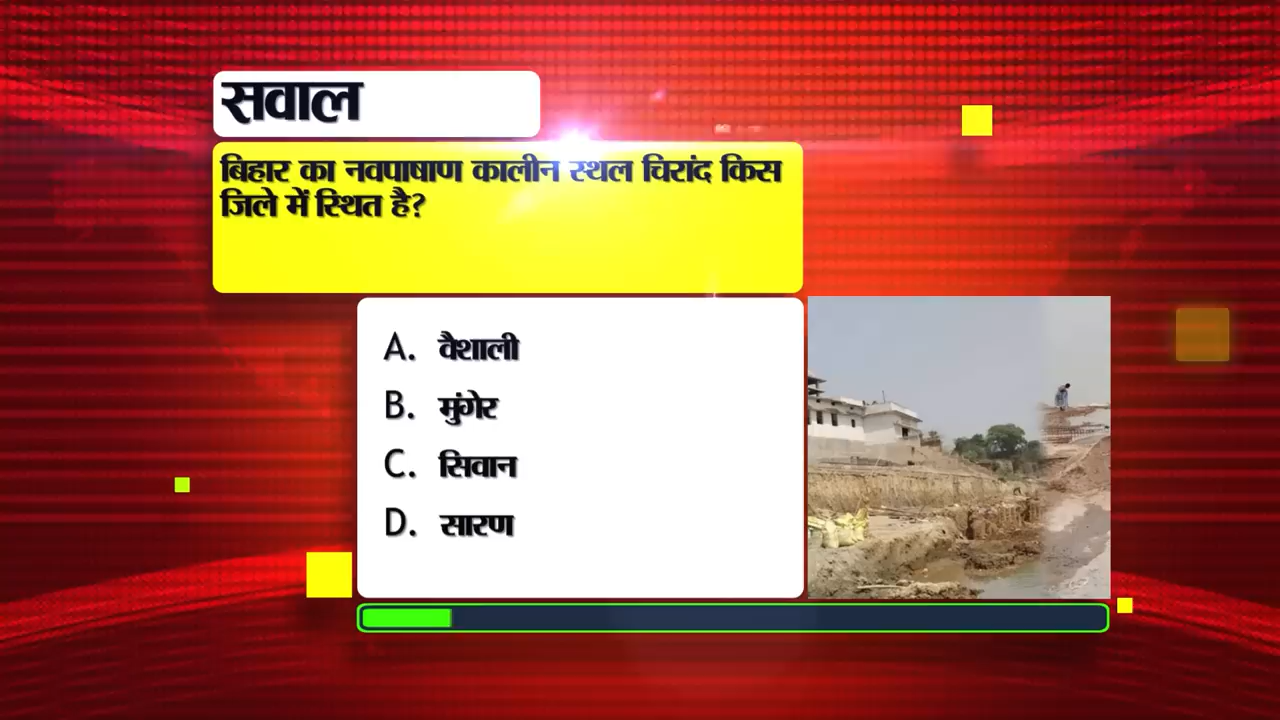 सवाल
बिहार का नवपाषाण कालीन स्थल चिरांद किस
जिले में स्थित है?
A. वैशाली
B. मुंगेर
C. सिवान
D. सारण